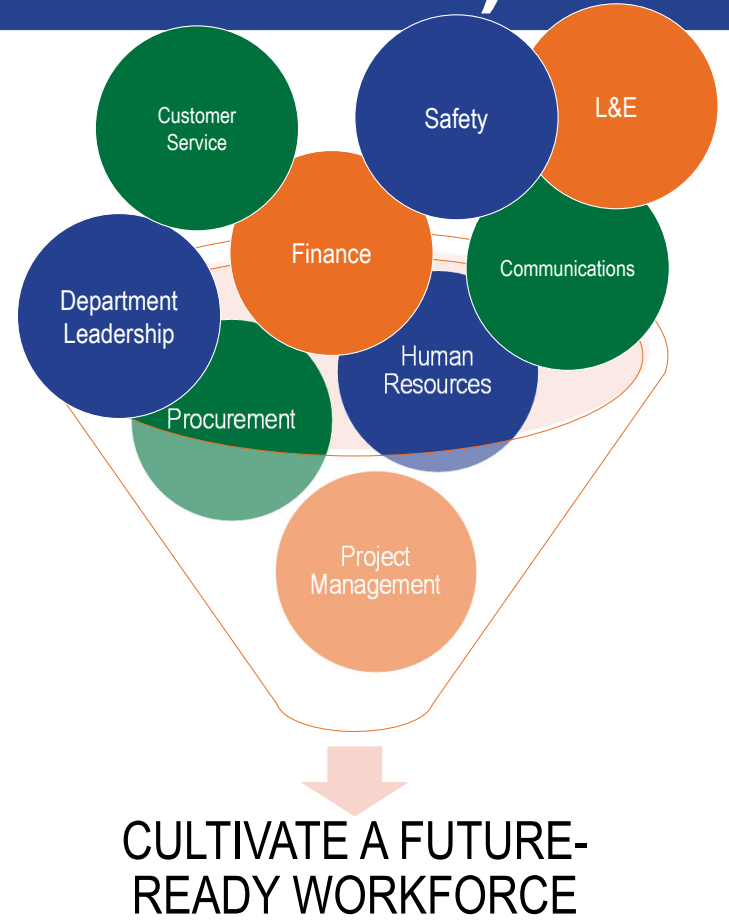 Customer
Service
Safety
L&E
Finance
Communications
Department
Leadership
Human
Resources
Procurement
Project
Management
CULTIVATE A FUTURE-
READY WORKFORCE